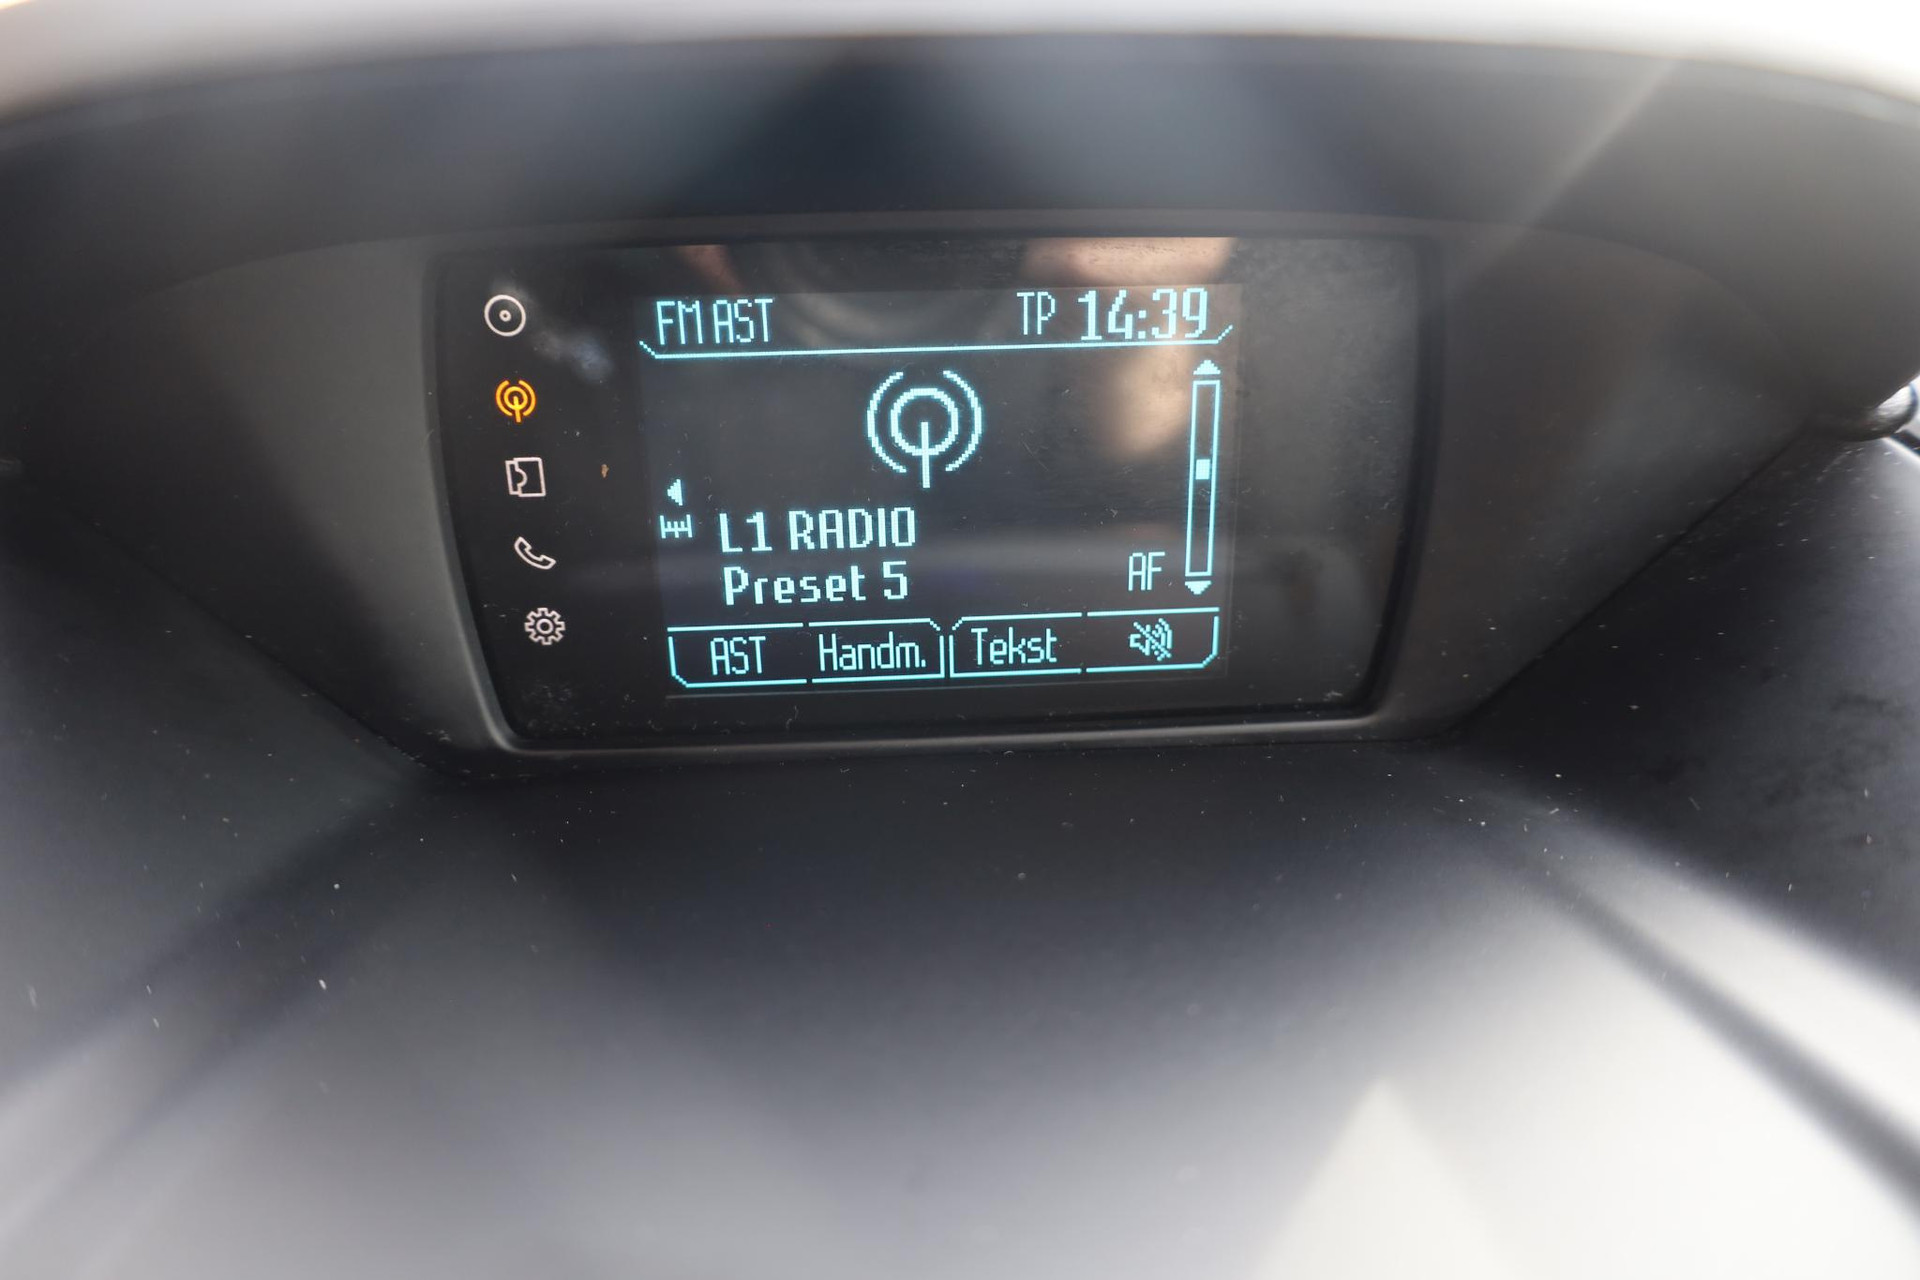 FM AST TP 14:39
L1 RADIO
Preset 5 AF
AST Handm. Tekst